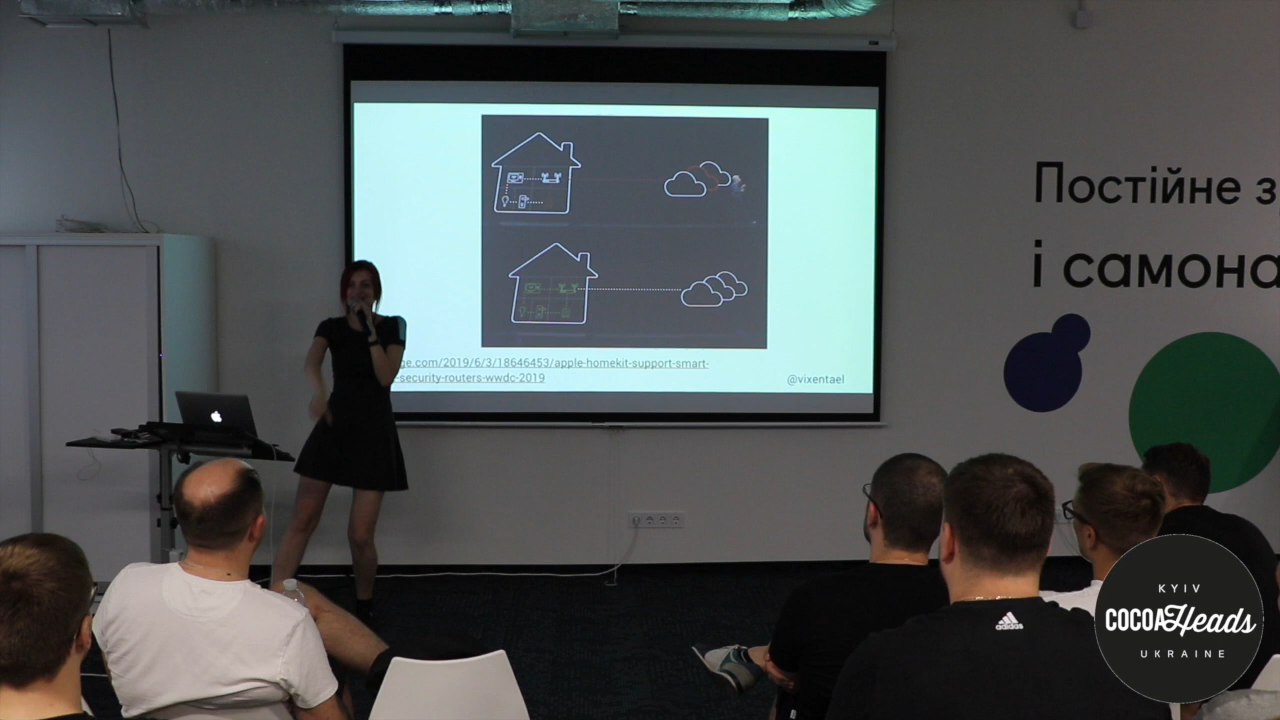 Постійне з
і самона
ge.com/2019/6/3/18646453/apple-homekit-support-smart-
-security-routers-wwdc-2019
@vixentael
adidas
KYIV
COCOAHeads
UKRAINE